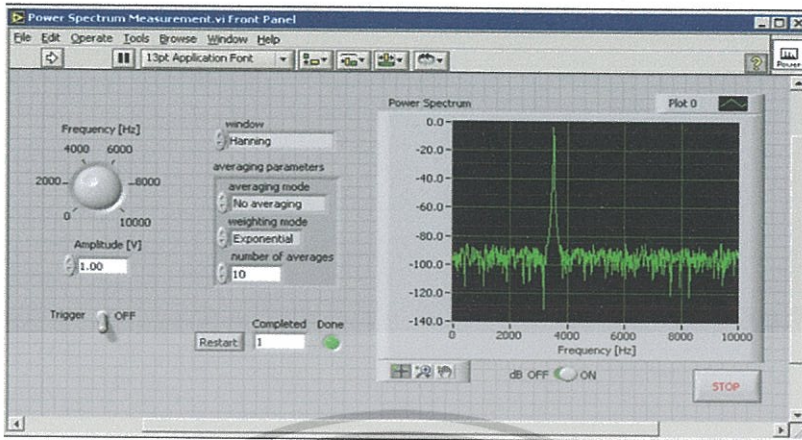 Power Spectrum Measurement.vi Front Panel
File Edit Operate Tools Browse Window Help
13pt Application Font
?
Power
Frequency [Hz]
4000 6000
2000 8000
0 10000
Amplitude [V]
1.00
Trigger OFF
window
Hanning
averaging parameters
averaging mode
No averaging
weighting mode
Exponential
number of averages
10
Completed Done
Restart 1
Power Spectrum Plot 0
0.0
-20.0
-40.0
-60.0
-80.0
-100.0
-120.0
-140.0
0 2000 4000 6000 8000 10000
Frequency [Hz]
dB OFF ON
STOP